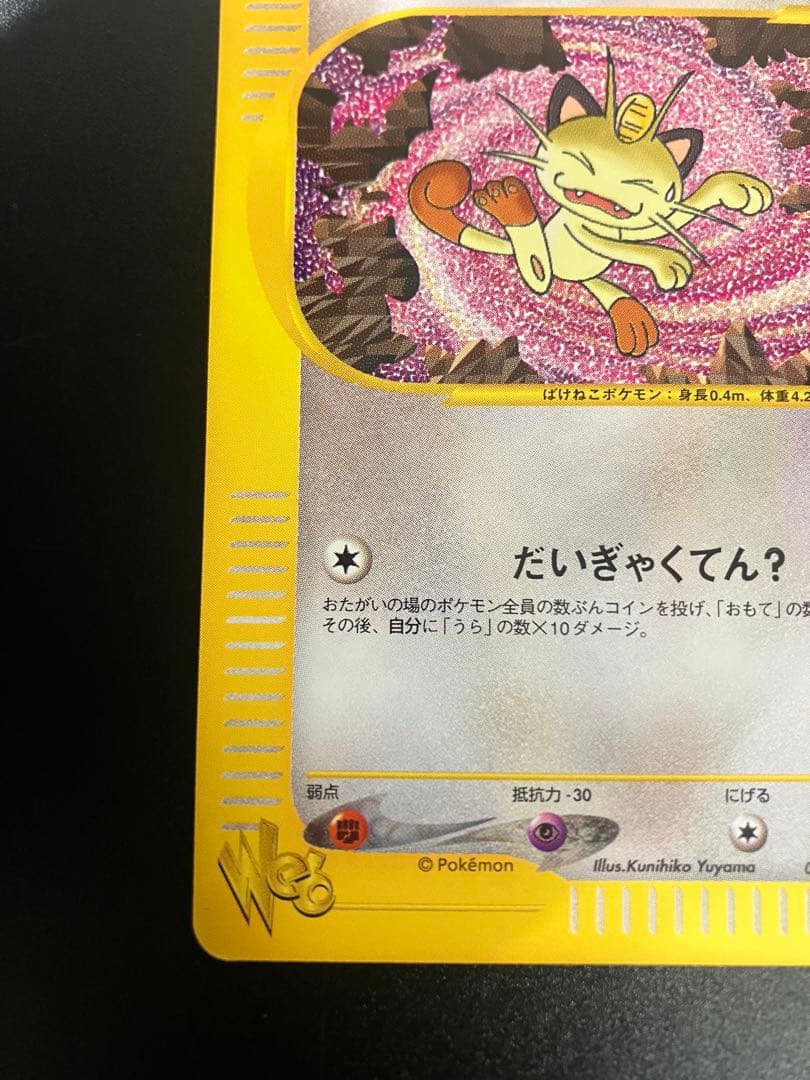 ばけねこポケモン：身長0.4m、体重4.2
だいぎゃくてん？
おたがいの場のポケモン全員の数ぶんコインを投げ、「おもて」の数
その後、自分に「うら」の数×10ダメージ。
弱点 抵抗力 -30 にげる
© Pokémon Illus.Kunihiko Yuyama
Web